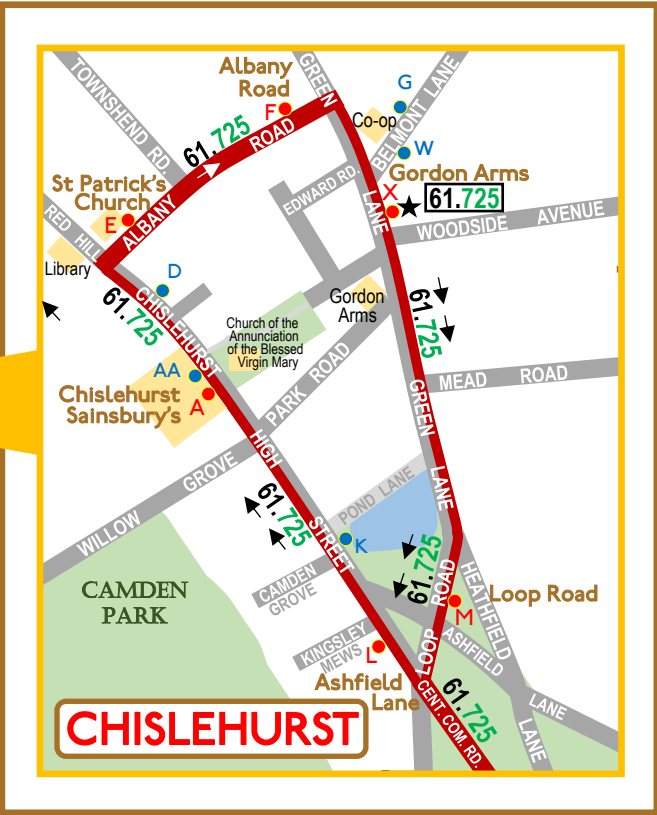 TOWNSHEND RD.
Albany
Road
GREEN
G
BELMONT LANE
F
Co-op
61.725
ROAD
W
Gordon Arms
St Patrick's
Church
EDWARD RD.
X
61.725
LANE
E
ALBANY
WOODSIDE AVENUE
RED HILL
Library
D
61.725
CHISLEHURST
Gordon
Arms
61.725
Church of the
Annunciation
of the Blessed
Virgin Mary
AA
Chislehurst
Sainsbury's
A
PARK ROAD
GREEN
MEAD ROAD
HIGH
WILLOW GROVE
LANE
POND LANE
61.725
STREET
K
61.725
CAMDEN
PARK
CAMDEN
GROVE
ROAD
HEATHFIELD
Loop Road
M
KINGSLEY
MEWS
L
LOOP
ASHFIELD
LANE
Ashfield
Lane
CENT. COM. RD.
61.725
LANE
CHISLEHURST